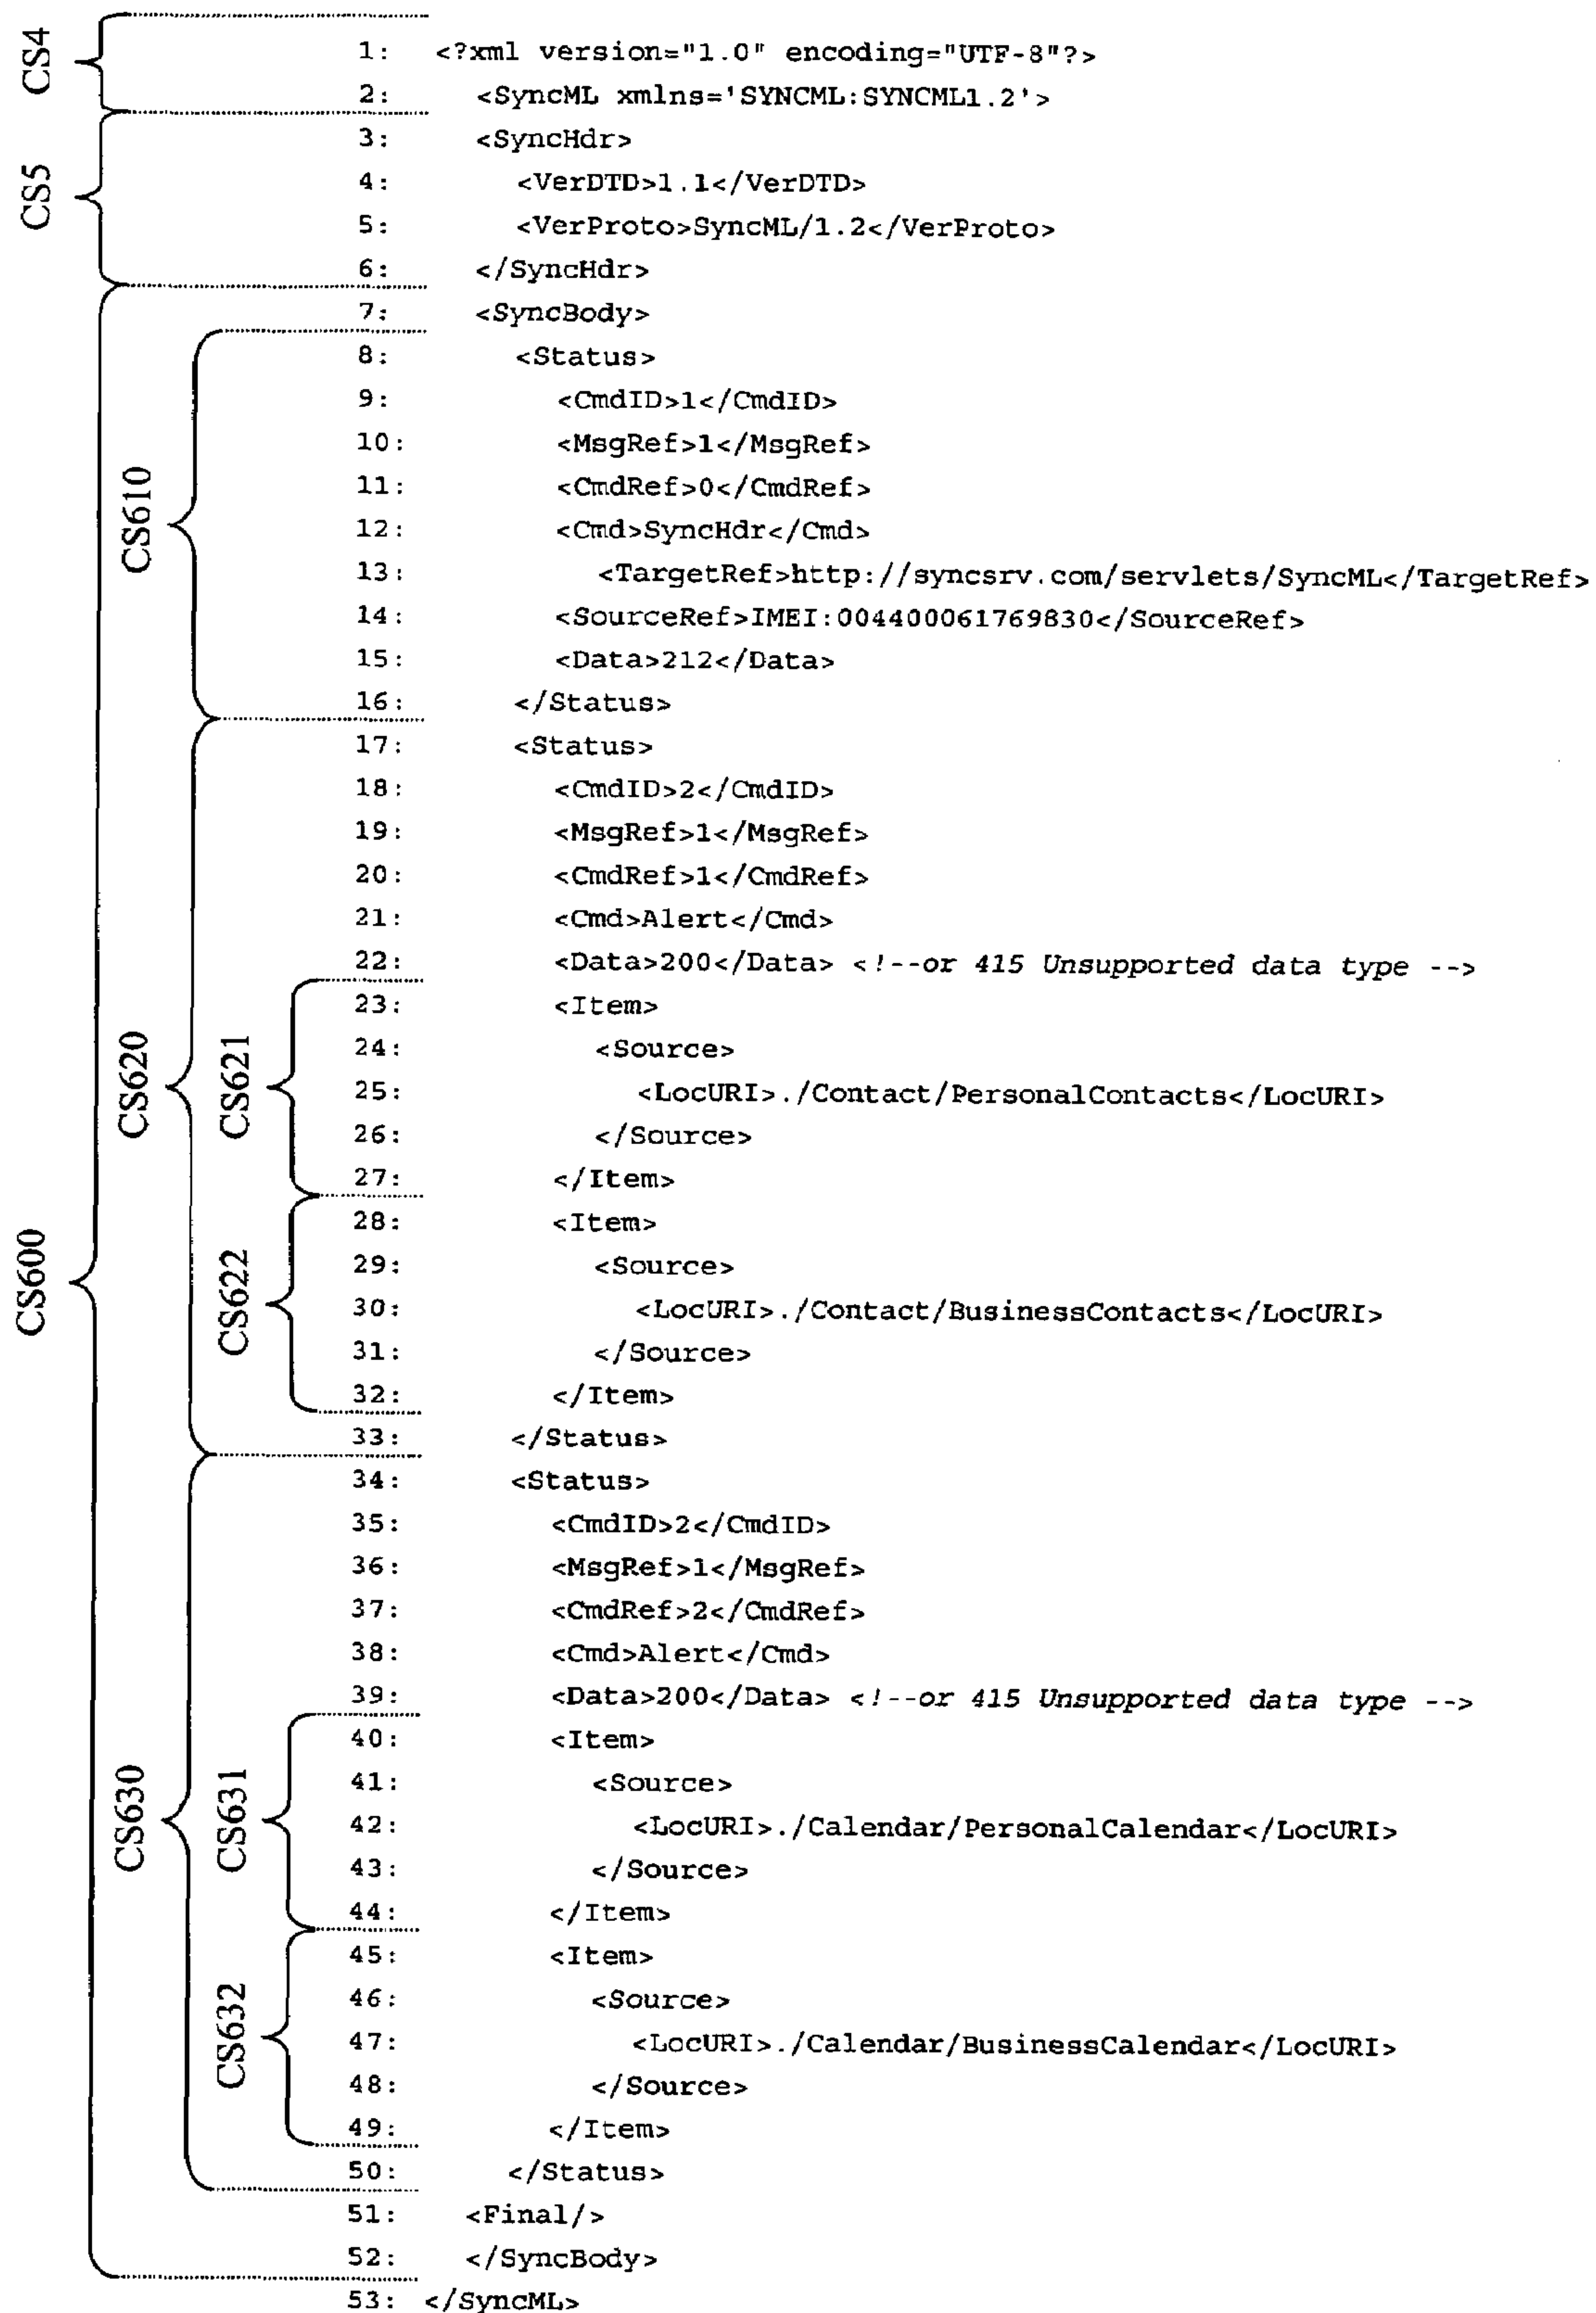 CS4
CS5
CS600
CS610
CS620
CS621
CS622
CS630
CS631
CS632
1: <?xml version="1.0" encoding="UTF-8"?>
2: <SyncML xmlns='SYNCML:SYNCML1.2'>
3: <SyncHdr>
4: <VerDTD>1.1</VerDTD>
5: <VerProto>SyncML/1.2</VerProto>
6: </SyncHdr>
7: <SyncBody>
8: <Status>
9: <CmdID>1</CmdID>
10: <MsgRef>1</MsgRef>
11: <CmdRef>0</CmdRef>
12: <Cmd>SyncHdr</Cmd>
13: <TargetRef>http://syncsrv.com/servlets/SyncML</TargetRef>
14: <SourceRef>IMEI:004400061769830</SourceRef>
15: <Data>212</Data>
16: </Status>
17: <Status>
18: <CmdID>2</CmdID>
19: <MsgRef>1</MsgRef>
20: <CmdRef>1</CmdRef>
21: <Cmd>Alert</Cmd>
22: <Data>200</Data> <!--or 415 Unsupported data type -->
23: <Item>
24: <Source>
25: <LocURI>./Contact/PersonalContacts</LocURI>
26: </Source>
27: </Item>
28: <Item>
29: <Source>
30: <LocURI>./Contact/BusinessContacts</LocURI>
31: </Source>
32: </Item>
33: </Status>
34: <Status>
35: <CmdID>2</CmdID>
36: <MsgRef>1</MsgRef>
37: <CmdRef>2</CmdRef>
38: <Cmd>Alert</Cmd>
39: <Data>200</Data> <!--or 415 Unsupported data type -->
40: <Item>
41: <Source>
42: <LocURI>./Calendar/PersonalCalendar</LocURI>
43: </Source>
44: </Item>
45: <Item>
46: <Source>
47: <LocURI>./Calendar/BusinessCalendar</LocURI>
48: </Source>
49: </Item>
50: </Status>
51: <Final/>
52: </SyncBody>
53: </SyncML>